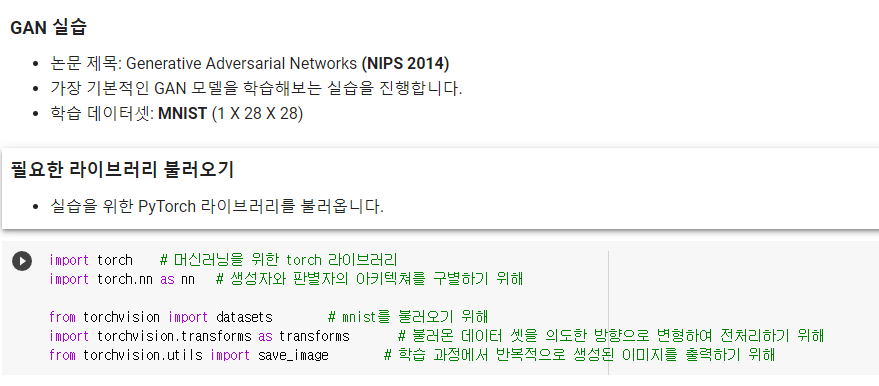 GAN 실습
논문 제목: Generative Adversarial Networks (NIPS 2014)
가장 기본적인 GAN 모델을 학습해보는 실습을 진행합니다.
학습 데이터셋: MNIST (1 X 28 X 28)
필요한 라이브러리 불러오기
실습을 위한 PyTorch 라이브러리를 불러옵니다.
import torch # 머신러닝을 위한 torch 라이브러리
import torch.nn as nn # 생성자와 판별자의 아키텍쳐를 구별하기 위해
from torchvision import datasets # mnist를 불러오기 위해
import torchvision.transforms as transforms # 불러온 데이터 셋을 의도한 방향으로 변형하여 전처리하기 위해
from torchvision.utils import save_image # 학습 과정에서 반복적으로 생성된 이미지를 출력하기 위해